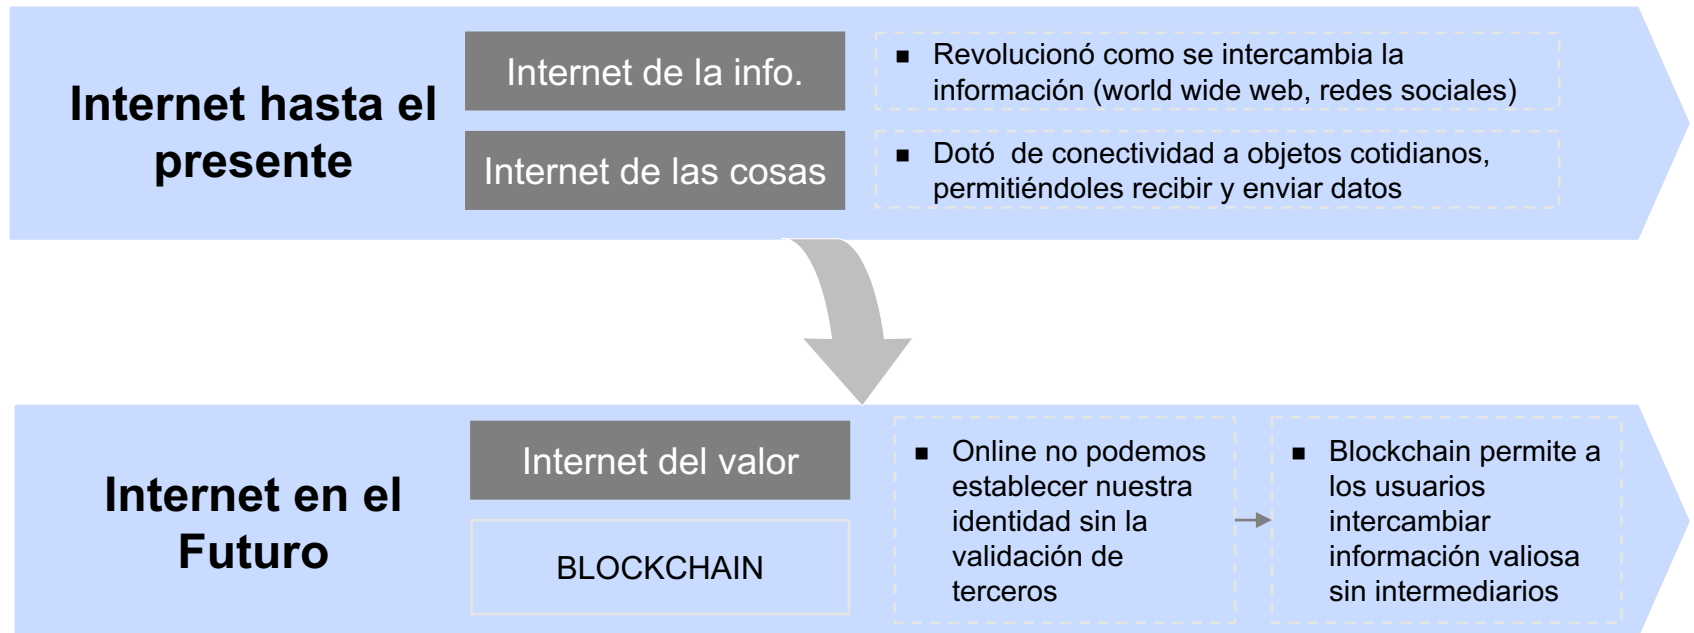 Internet hasta el
presente
Internet de la info.
■ Revolucionó como se intercambia la
información (world wide web, redes sociales)
Internet de las cosas
■ Dotó  de conectividad a objetos cotidianos,
permitiéndoles recibir y enviar datos
Internet en el
Futuro
Internet del valor
BLOCKCHAIN
■ Online no podemos
establecer nuestra
identidad sin la
validación de
terceros
■ Blockchain permite a
los usuarios
intercambiar
información valiosa
sin intermediarios